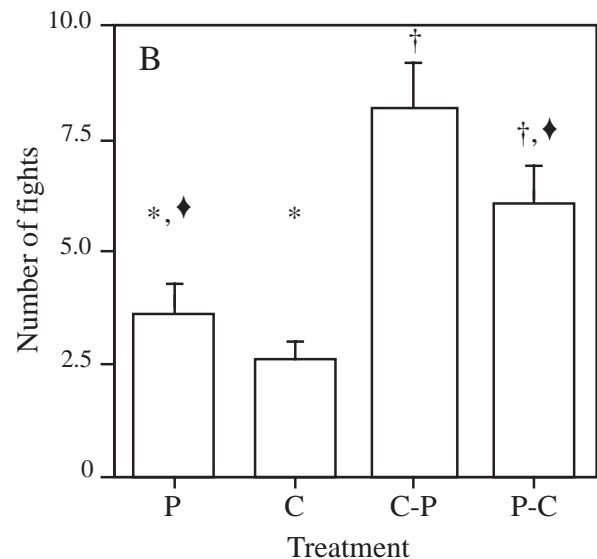 10.0
B
†
7.5
†,♦
*,♦
*
5.0
2.5
0
P C C-P P-C
Treatment
Number of fights